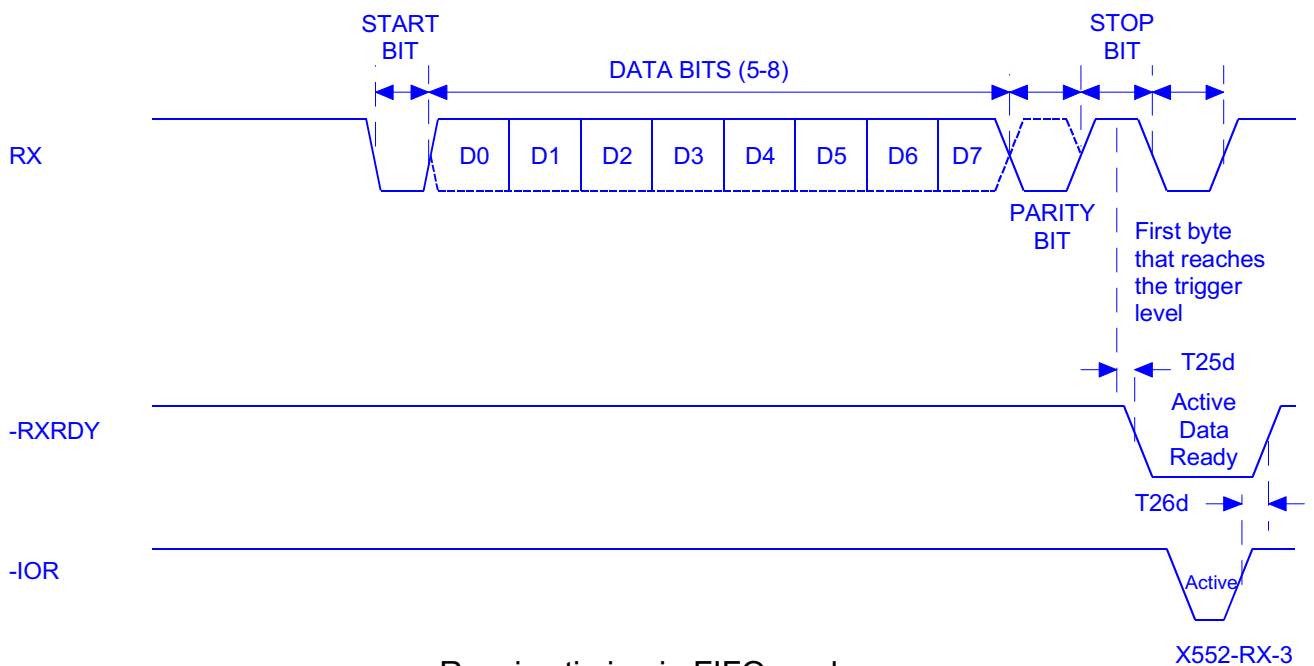 START
BIT
STOP
BIT
DATA BITS (5-8)
RX
D0 D1 D2 D3 D4 D5 D6 D7
PARITY
BIT
First byte
that reaches
the trigger
level
T25d
-RXRDY
Active
Data
Ready
T26d
-IOR
Active
X552-RX-3